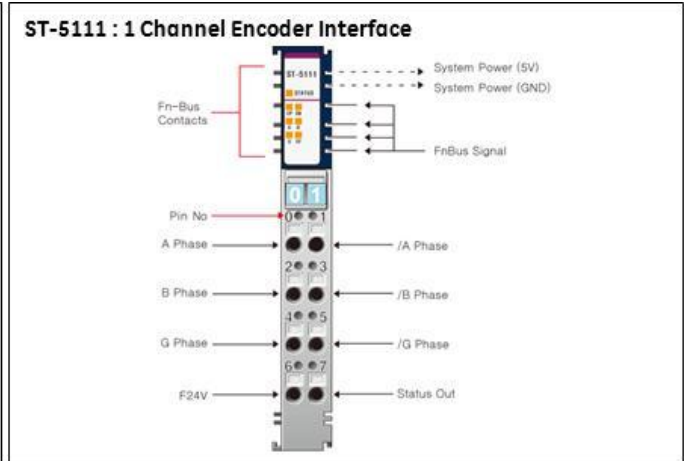 ST-5111 : 1 Channel Encoder Interface
System Power (5V)
System Power (GND)
Fn-Bus
Contacts
FnBus Signal
ST-5111
STATUS
0 1
Pin No
0 1
A Phase
/A Phase
2 3
B Phase
/B Phase
4 5
G Phase
/G Phase
6 7
F24V
Status Out